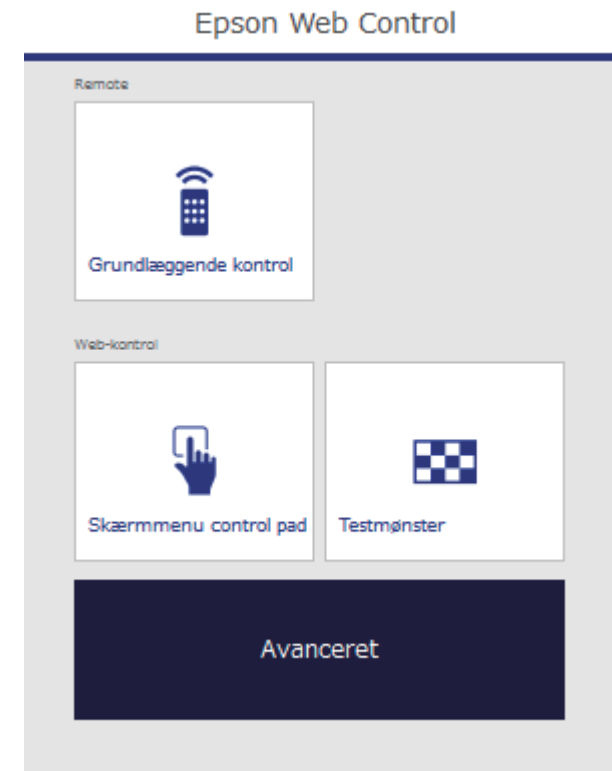 Epson Web Control
Remote
Grundlæggende kontrol
Web-kontrol
Skærmmenu control pad
Testmønster
Avanceret